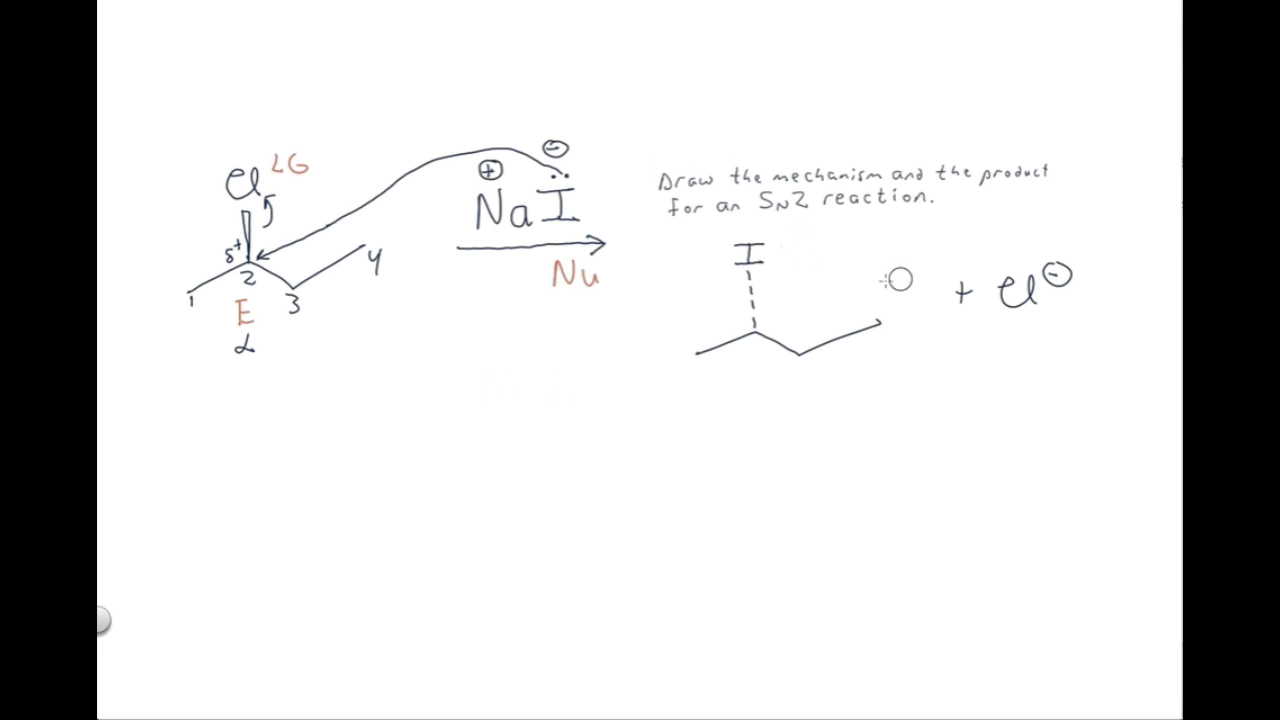 Cl LG
δ+
1 2 3 4
E
α
⊕ ⊖
Na I
Nu
Draw the mechanism and the product
for an SN2 reaction.
I
+ Cl⊖